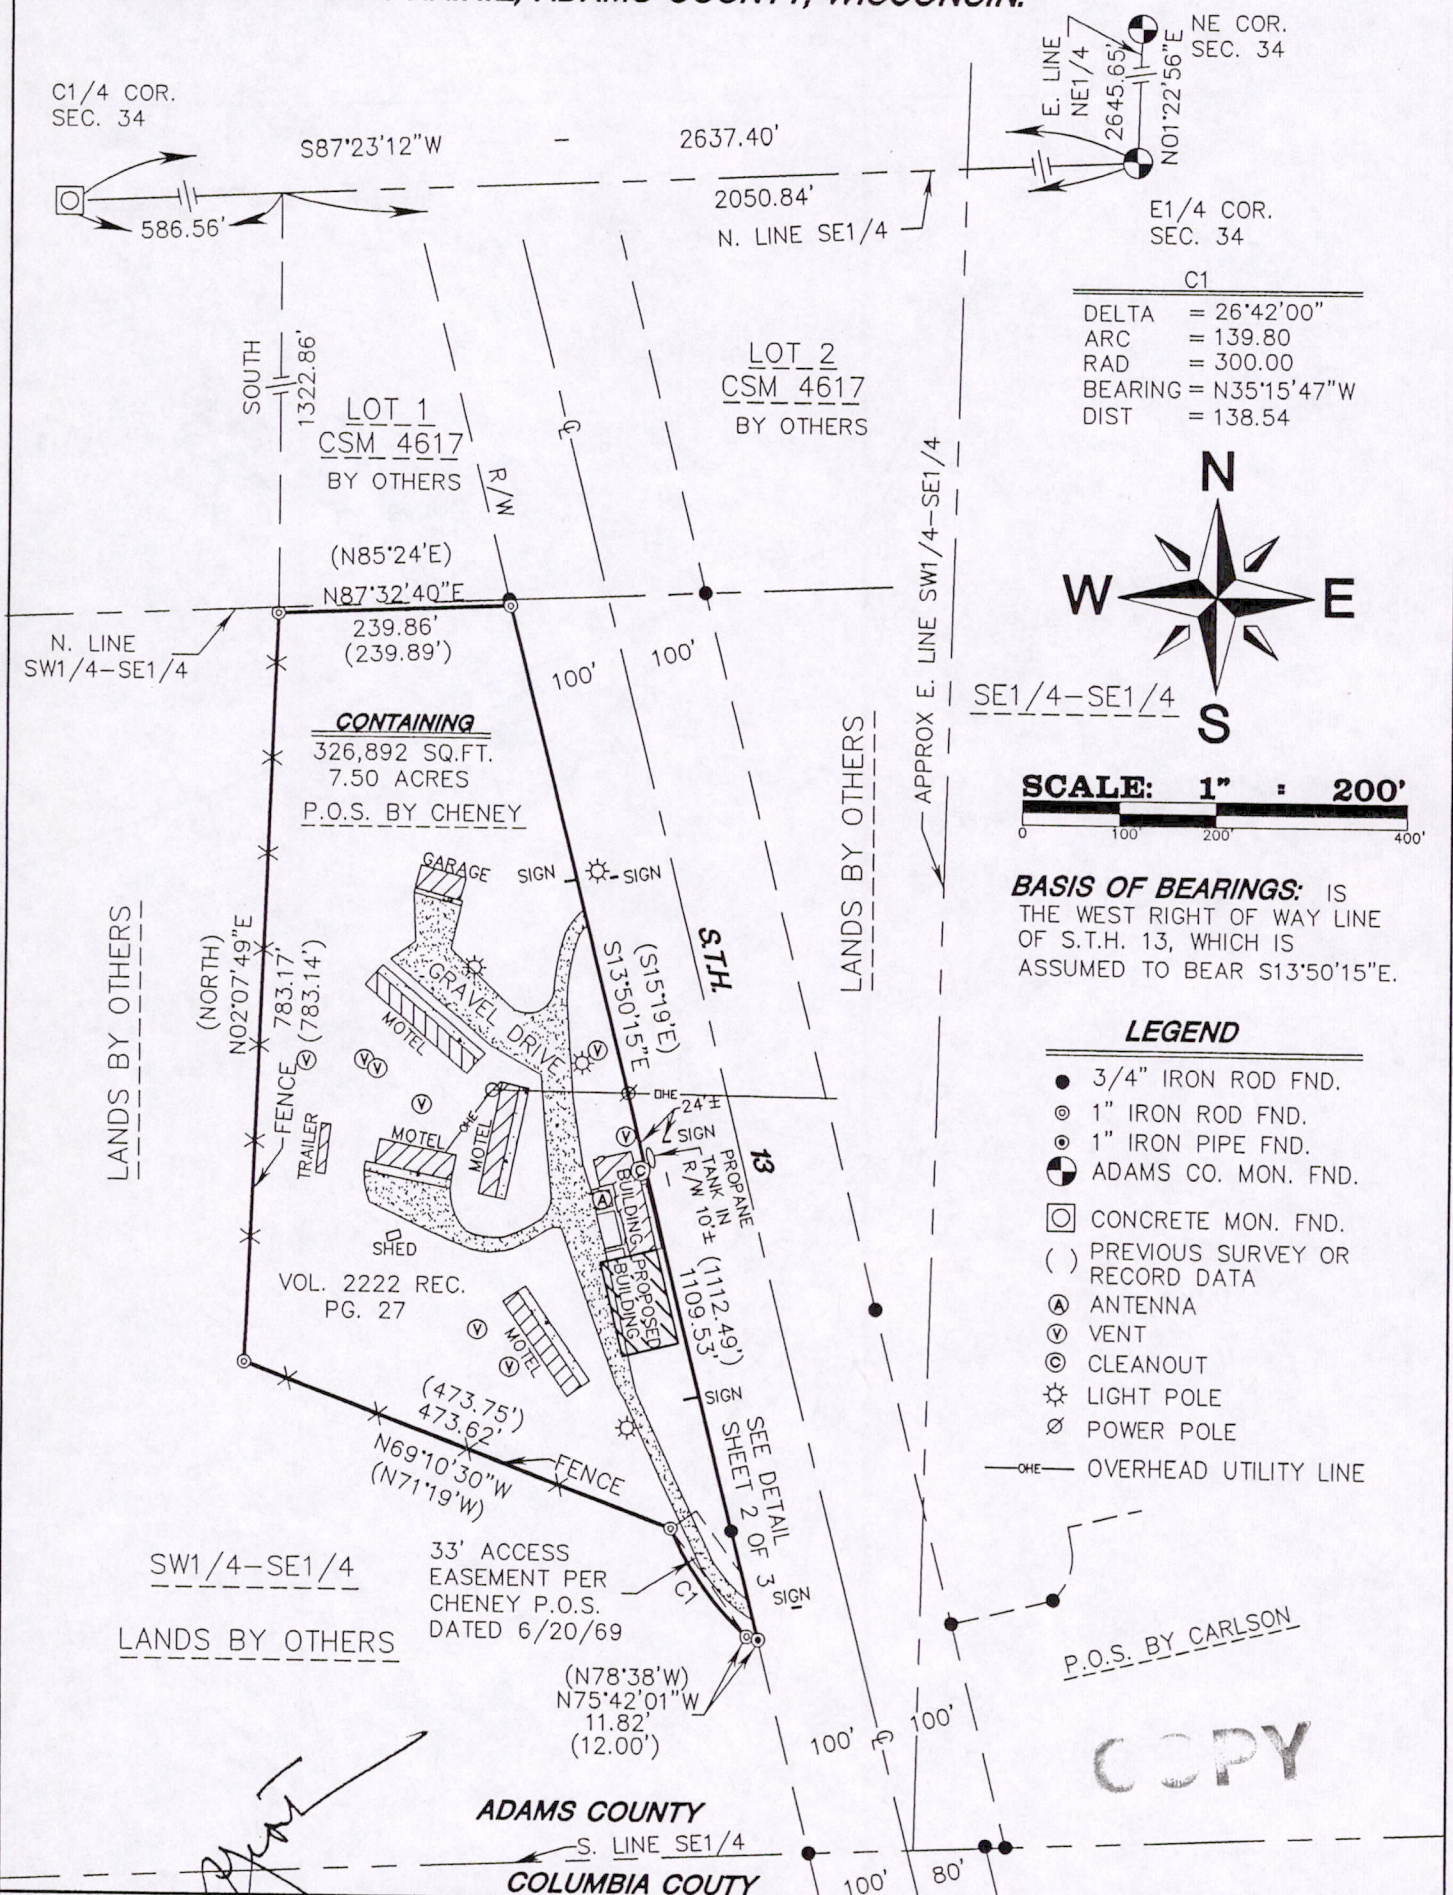 ADAMS COUNTY, WISCONSIN.
NE COR.
SEC. 34
E. LINE
NE1/4
2645.65'
N01°22'56"E
C1/4 COR.
SEC. 34
S87°23'12"W - 2637.40'
586.56'
2050.84'
N. LINE SE1/4
E1/4 COR.
SEC. 34
C1
DELTA = 26°42'00"
ARC = 139.80
RAD = 300.00
BEARING = N35°15'47"W
DIST = 138.54
SOUTH
1322.86'
LOT 1
CSM 4617
BY OTHERS
R/W
LOT 2
CSM 4617
BY OTHERS
N
W
E
S
(N85°24'E)
N87°32'40"E
239.86'
(239.89')
N. LINE
SW1/4-SE1/4
100'
100'
APPROX E. LINE SW1/4-SE1/4
SE1/4-SE1/4
CONTAINING
326,892 SQ.FT.
7.50 ACRES
P.O.S. BY CHENEY
LANDS BY OTHERS
SCALE: 1" = 200'
0 100' 200' 400'
BASIS OF BEARINGS: IS
THE WEST RIGHT OF WAY LINE
OF S.T.H. 13, WHICH IS
ASSUMED TO BEAR S13°50'15"E.
GARAGE
SIGN
SIGN
LANDS BY OTHERS
(NORTH)
N02°07'49"E
783.17'
(783.14')
FENCE
GRAVEL DRIVE
MOTEL
(S15°19'E)
S13°50'15"E
S.T.H.
13
OHE
24'±
SIGN
PROPANE
TANK IN
R/W 10'±
OHE
MOTEL
MOTEL
TRAILER
BUILDING
PROPOSED
BUILDING
SHED
(1112.49')
1109.53'
VOL. 2222 REC.
PG. 27
MOTEL
SIGN
LEGEND
3/4" IRON ROD FND.
1" IRON ROD FND.
1" IRON PIPE FND.
ADAMS CO. MON. FND.
CONCRETE MON. FND.
( ) PREVIOUS SURVEY OR
RECORD DATA
A ANTENNA
V VENT
C CLEANOUT
LIGHT POLE
POWER POLE
OHE OVERHEAD UTILITY LINE
(473.75')
473.62'
N69°10'30"W
(N71°19'W)
FENCE
SEE DETAIL
SHEET 2 OF 3
SIGN
SW1/4-SE1/4
33' ACCESS
EASEMENT PER
CHENEY P.O.S.
DATED 6/20/69
C1
LANDS BY OTHERS
(N78°38'W)
N75°42'01"W
11.82'
(12.00')
P.O.S. BY CARLSON
100'
100'
COPY
ADAMS COUNTY
S. LINE SE1/4
COLUMBIA COUTY
100'
80'